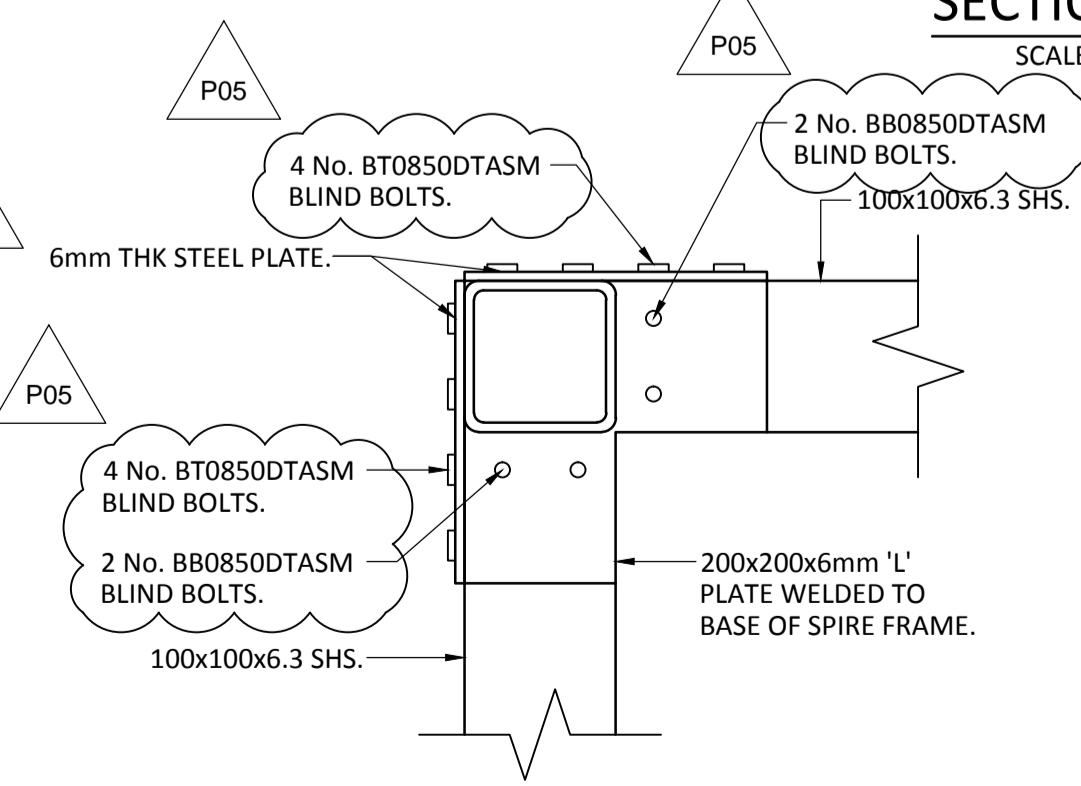 SECTIO
SCALE
P05
P05
4 No. BT0850DTASM
BLIND BOLTS.
2 No. BB0850DTASM
BLIND BOLTS.
100x100x6.3 SHS.
6mm THK STEEL PLATE.
P05
4 No. BT0850DTASM
BLIND BOLTS.
2 No. BB0850DTASM
BLIND BOLTS.
200x200x6mm 'L'
PLATE WELDED TO
BASE OF SPIRE FRAME.
100x100x6.3 SHS.